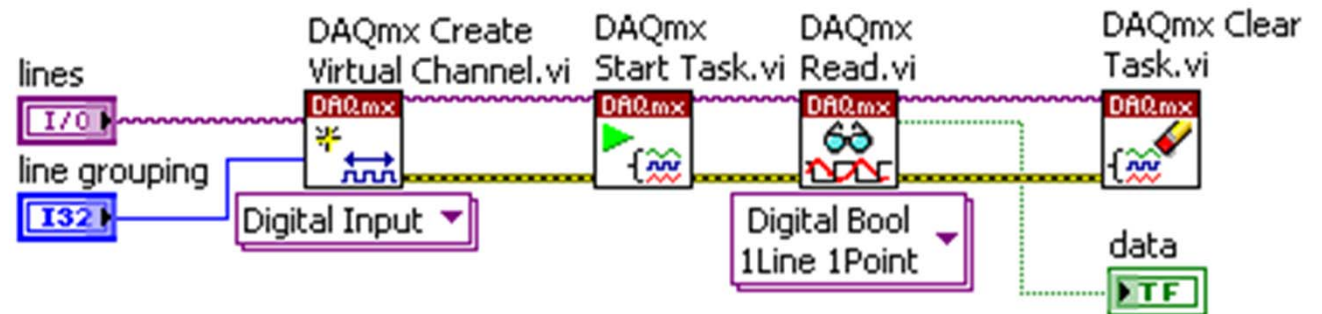 DAQmx Create
Virtual Channel.vi
DAQmx
Start Task.vi
DAQmx
Read.vi
DAQmx Clear
Task.vi
lines
I/O
DAQmx
DAQmx
DAQmx
DAQmx
line grouping
I32
Digital Input
Digital Bool
1Line 1Point
data
TF